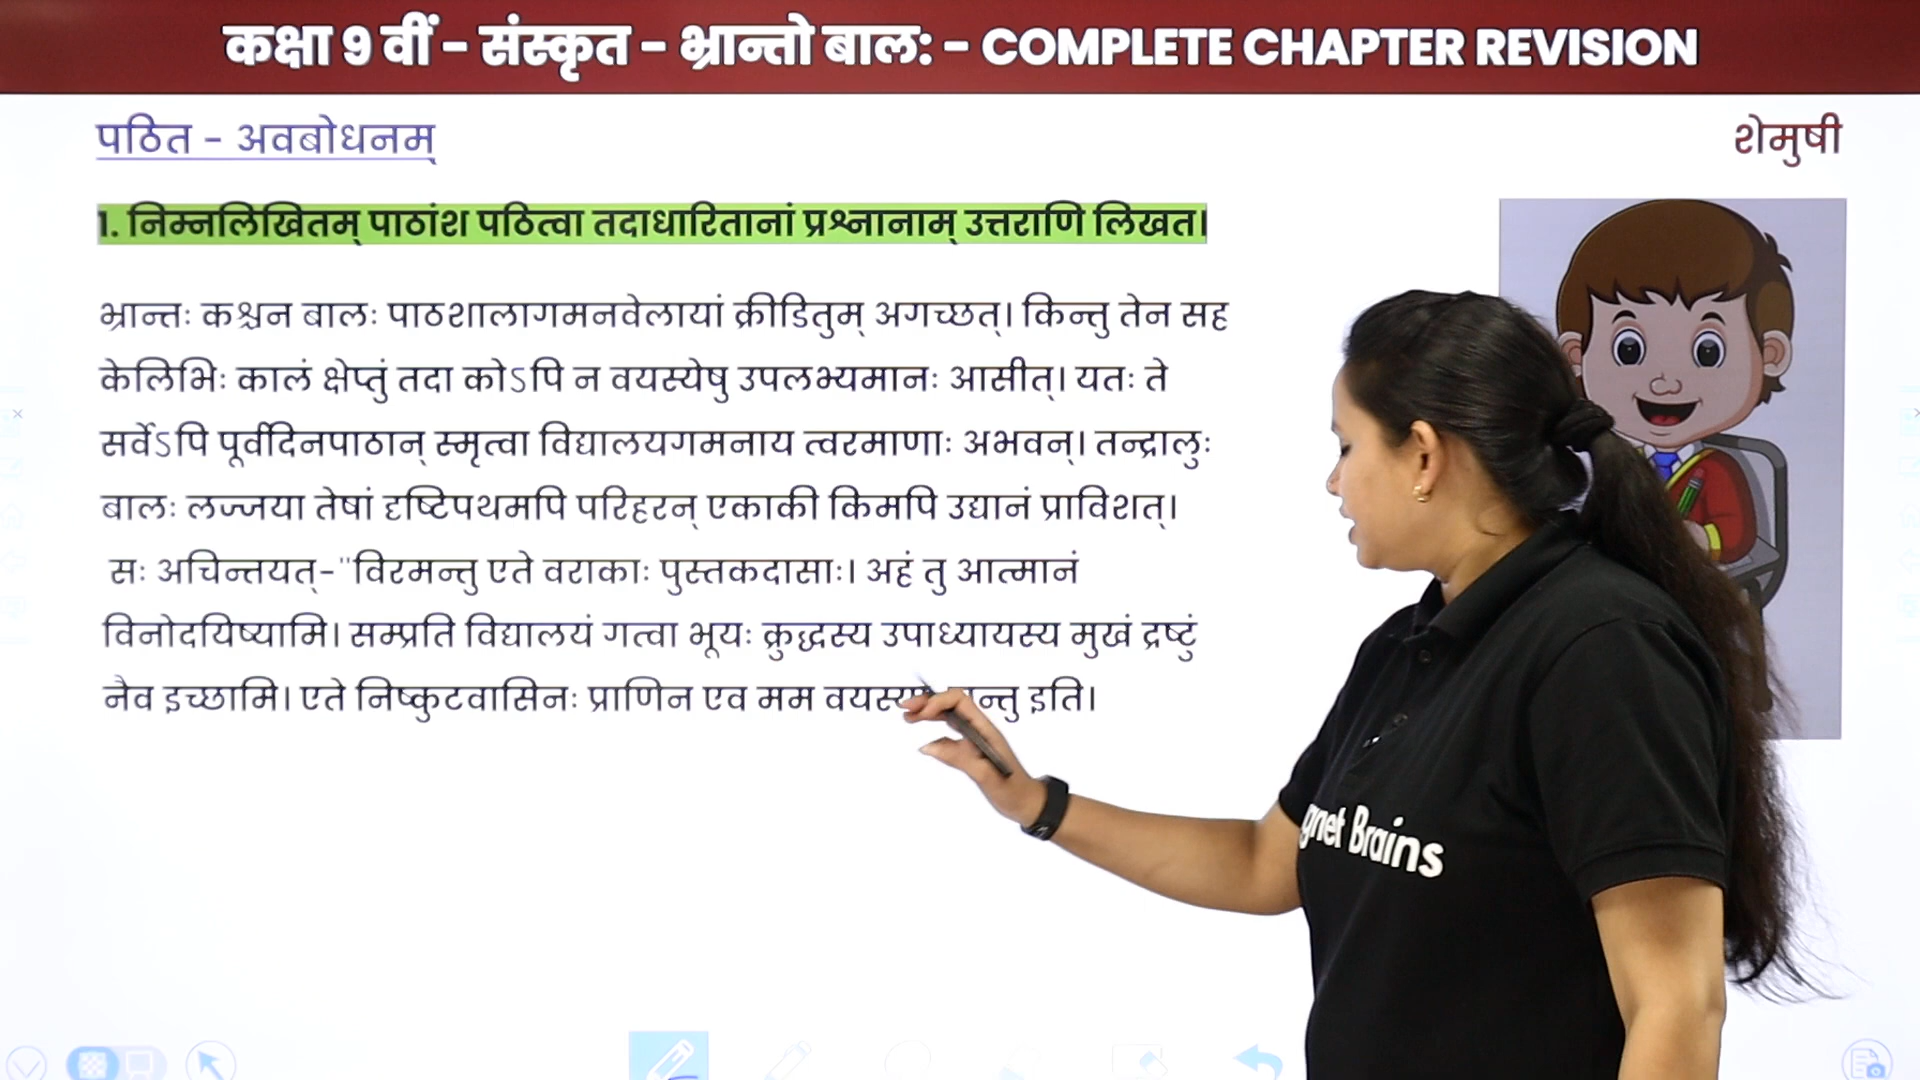 कक्षा 9 वीं - संस्कृत - भ्रान्तो बाल: - COMPLETE CHAPTER REVISION
पठित - अवबोधनम्
शेमुषी
1. निम्नलिखितम् पाठांश पठित्वा तदाधारितानां प्रश्नानाम् उत्तराणि लिखत।
भ्रान्तः कश्चन बालः पाठशालागमनवेलायां क्रीडितुम् अगच्छत्। किन्तु तेन सह
केलिभिः कालं क्षेप्तुं तदा कोऽपि न वयस्येषु उपलभ्यमानः आसीत्। यतः ते
सर्वेऽपि पूर्वदिनपाठान् स्मृत्वा विद्यालयगमनाय त्वरमाणाः अभवन्। तन्द्रालुः
बालः लज्जया तेषां दृष्टिपथमपि परिहरन् एकाकी किमपि उद्यानं प्राविशत्।
सः अचिन्तयत्-"विरमन्तु एते वराकाः पुस्तकदासाः। अहं तु आत्मानं
विनोदयिष्यामि। सम्प्रति विद्यालयं गत्वा भूयः क्रुद्धस्य उपाध्यायस्य मुखं द्रष्टुं
नैव इच्छामि। एते निष्कुटवासिनः प्राणिन एव मम इति।
gnet Brains